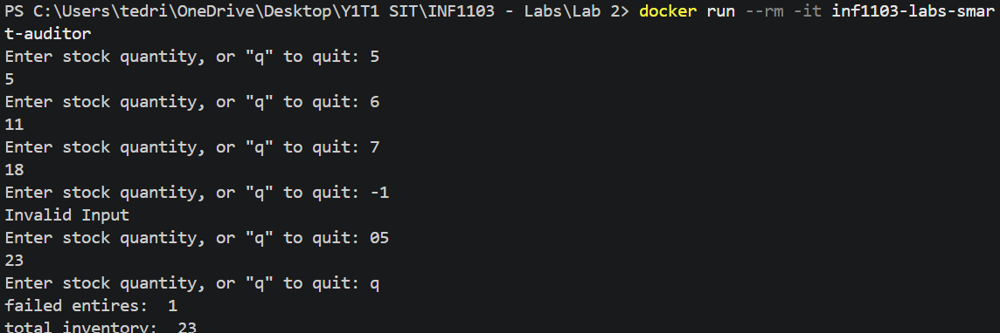 PS C:\Users\tedri\OneDrive\Desktop\Y1T1 SIT\INF1103 - Labs\Lab 2> docker run --rm -it inf1103-labs-smar
t-auditor
Enter stock quantity, or "q" to quit: 5
5
Enter stock quantity, or "q" to quit: 6
11
Enter stock quantity, or "q" to quit: 7
18
Enter stock quantity, or "q" to quit: -1
Invalid Input
Enter stock quantity, or "q" to quit: 05
23
Enter stock quantity, or "q" to quit: q
failed entires:  1
total inventory:  23